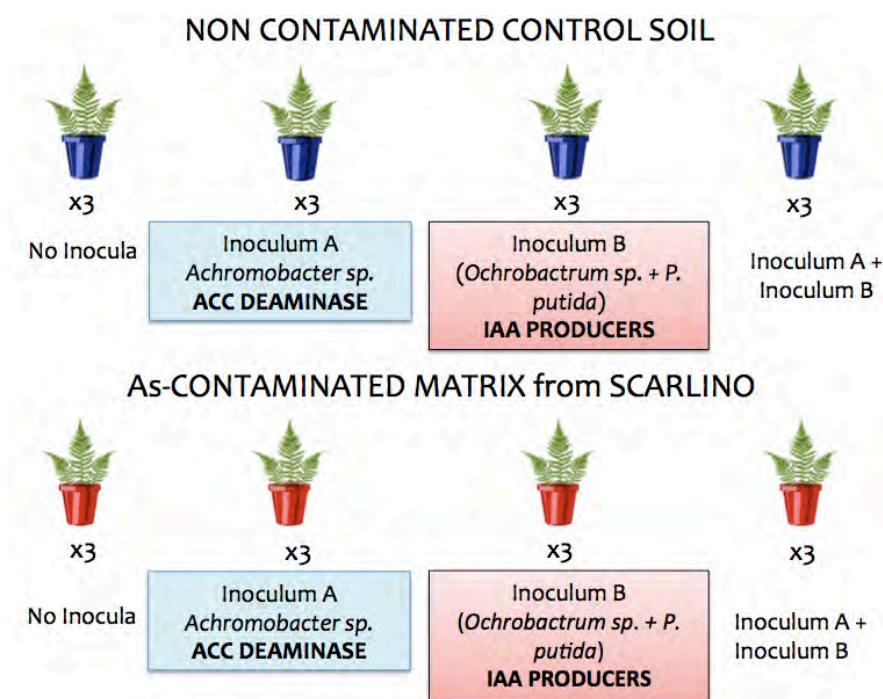 NON CONTAMINATED CONTROL SOIL
x3
x3
x3
x3
No Inocula
Inoculum A
Achromobacter sp.
ACC DEAMINASE
Inoculum B
(Ochrobactrum sp. + P.
putida)
IAA PRODUCERS
Inoculum A +
Inoculum B
As-CONTAMINATED MATRIX from SCARLINO
x3
x3
x3
x3
No Inocula
Inoculum A
Achromobacter sp.
ACC DEAMINASE
Inoculum B
(Ochrobactrum sp. + P.
putida)
IAA PRODUCERS
Inoculum A +
Inoculum B